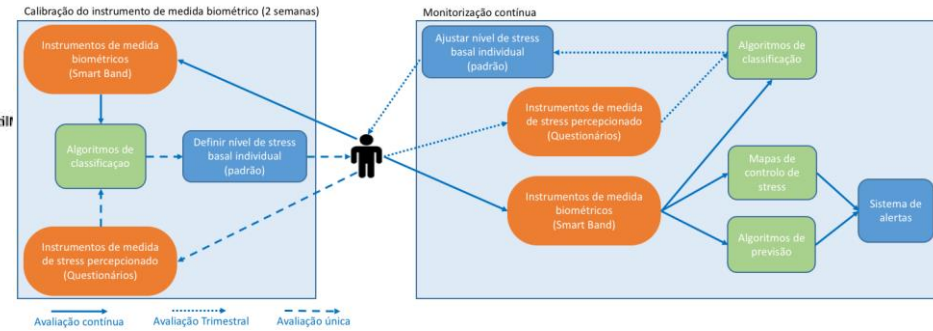 Calibração do instrumento de medida biométrico (2 semanas)
Instrumentos de medida
biométricos
(Smart Band)
Algoritmos de
classificaçao
Definir nível de stress
basal individual
(padrão)
Instrumentos de medida
de stress percepcionado
(Questionários)
Monitorização contínua
Ajustar nível de stress
basal individual
(padrão)
Algoritmos de
classificação
Instrumentos de medida
de stress percepcionado
(Questionários)
Instrumentos de medida
biométricos
(Smart Band)
Mapas de
controlo de
stress
Algoritmos de
previsão
Sistema de
alertas
Avaliação contínua
Avaliação Trimestral
Avaliação única